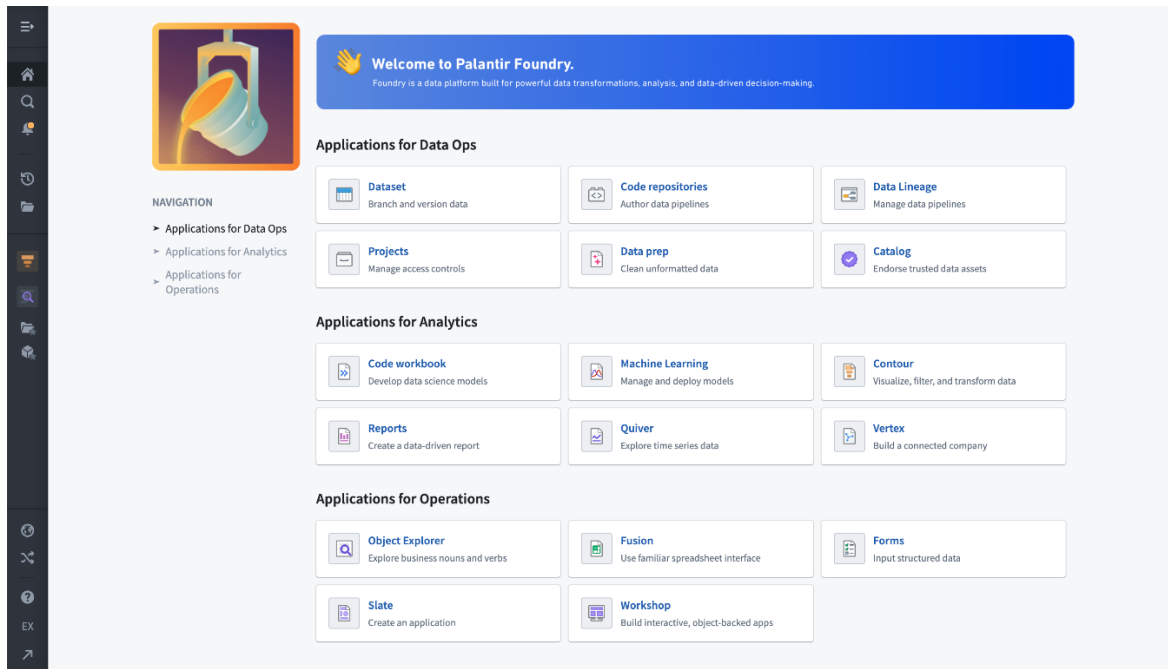 Welcome to Palantir Foundry.
Foundry is a data platform built for powerful data transformations, analysis, and data-driven decision-making.
NAVIGATION
➤ Applications for Data Ops
➤ Applications for Analytics
➤ Applications for
Operations
Applications for Data Ops
Dataset
Branch and version data
Code repositories
Author data pipelines
Data Lineage
Manage data pipelines
Projects
Manage access controls
Data prep
Clean unformatted data
Catalog
Endorse trusted data assets
Applications for Analytics
Code workbook
Develop data science models
Machine Learning
Manage and deploy models
Contour
Visualize, filter, and transform data
Reports
Create a data-driven report
Quiver
Explore time series data
Vertex
Build a connected company
Applications for Operations
Object Explorer
Explore business nouns and verbs
Fusion
Use familiar spreadsheet interface
Forms
Input structured data
Slate
Create an application
Workshop
Build interactive, object-backed apps
EX